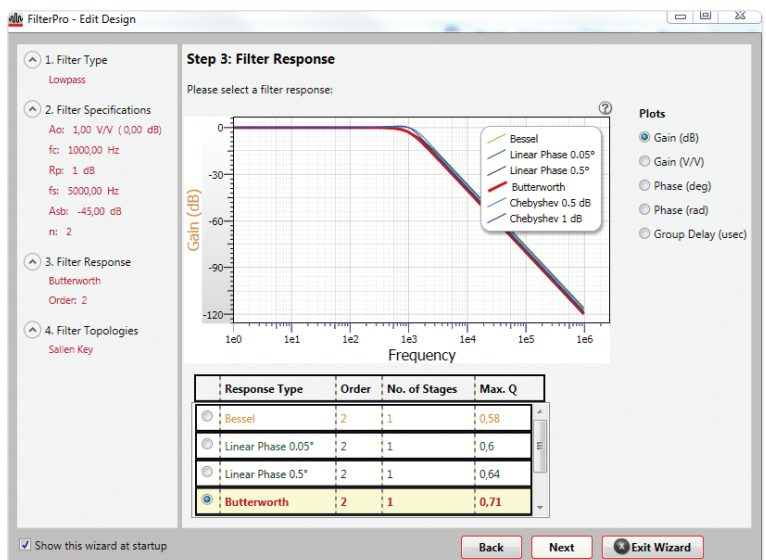 FilterPro - Edit Design
1. Filter Type
Lowpass
2. Filter Specifications
Ao: 1,00 V/V ( 0,00 dB)
fc: 1000,00 Hz
Rp: 1 dB
fs: 5000,00 Hz
Asb: -45,00 dB
n: 2
3. Filter Response
Butterworth
Order: 2
4. Filter Topologies
Sallen Key
Step 3: Filter Response
Please select a filter response:
?
Gain (dB)
0
-30
-60
-90
-120
1e0 1e1 1e2 1e3 1e4 1e5 1e6
Frequency
Bessel
Linear Phase 0.05°
Linear Phase 0.5°
Butterworth
Chebyshev 0.5 dB
Chebyshev 1 dB
Plots
Gain (dB)
Gain (V/V)
Phase (deg)
Phase (rad)
Group Delay (usec)
Response Type Order No. of Stages Max. Q
Bessel 2 1 0,58
Linear Phase 0.05° 2 1 0,6
Linear Phase 0.5° 2 1 0,64
Butterworth 2 1 0,71
Show this wizard at startup
Back
Next
Exit Wizard